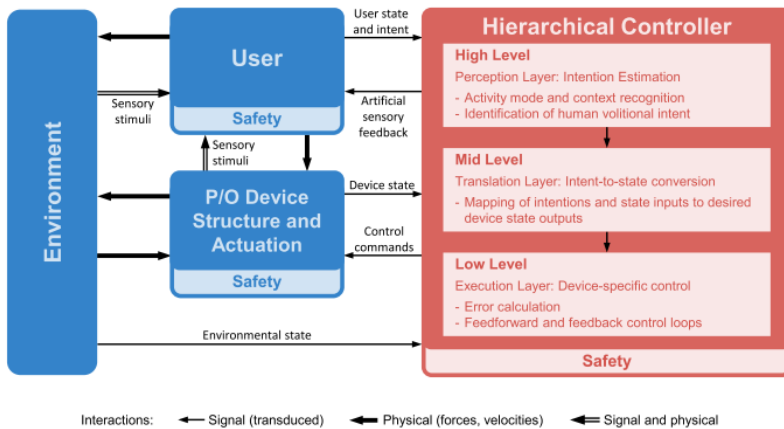 Environment
User
Safety
Sensory
stimuli
Sensory
stimuli
P/O Device
Structure and
Actuation
Safety
User state
and intent
Artificial
sensory
feedback
Device state
Control
commands
Environmental state
Hierarchical Controller
High Level
Perception Layer: Intention Estimation
- Activity mode and context recognition
- Identification of human volitional intent
Mid Level
Translation Layer: Intent-to-state conversion
- Mapping of intentions and state inputs to desired
device state outputs
Low Level
Execution Layer: Device-specific control
- Error calculation
- Feedforward and feedback control loops
Safety
Interactions: Signal (transduced) Physical (forces, velocities) Signal and physical